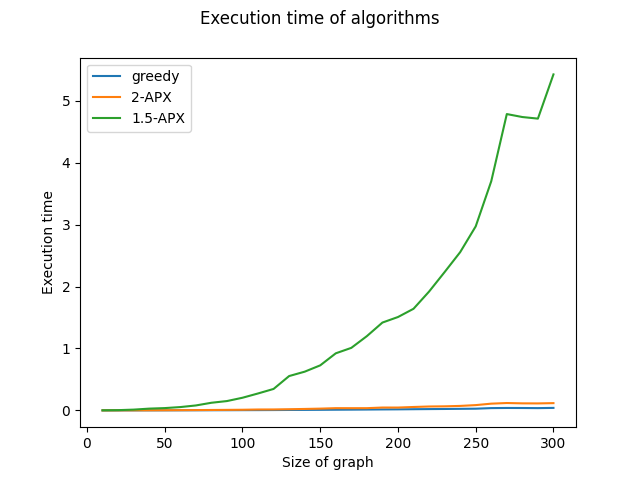 Execution time of algorithms
greedy
2-APX
1.5-APX
Execution time
5
4
3
2
1
0
0 50 100 150 200 250 300
Size of graph